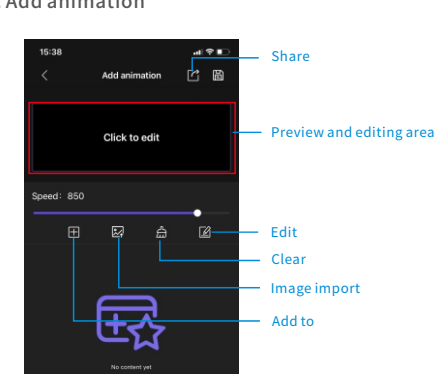 Add animation
15:38
Add animation
Share
Click to edit
Preview and editing area
Speed: 850
Edit
Clear
Image import
Add to
No content yet